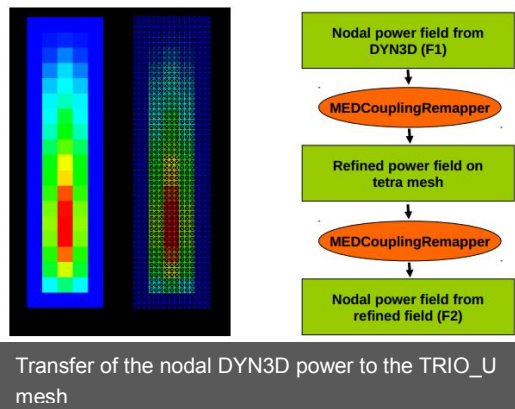 Nodal power field from
DYN3D (F1)
MEDCouplingRemapper
Refined power field on
tetra mesh
MEDCouplingRemapper
Nodal power field from
refined field (F2)
Transfer of the nodal DYN3D power to the TRIO_U
mesh